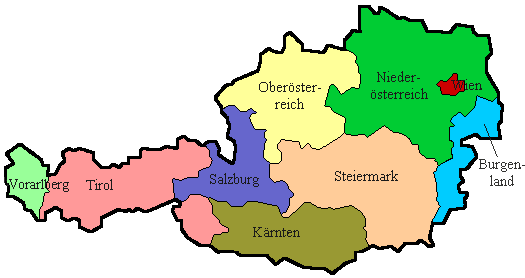 Nieder-
österreich
Wien
Oberöster-
reich
Burgen-
land
Vorarlberg
Tirol
Salzburg
Steiermark
Kärnten